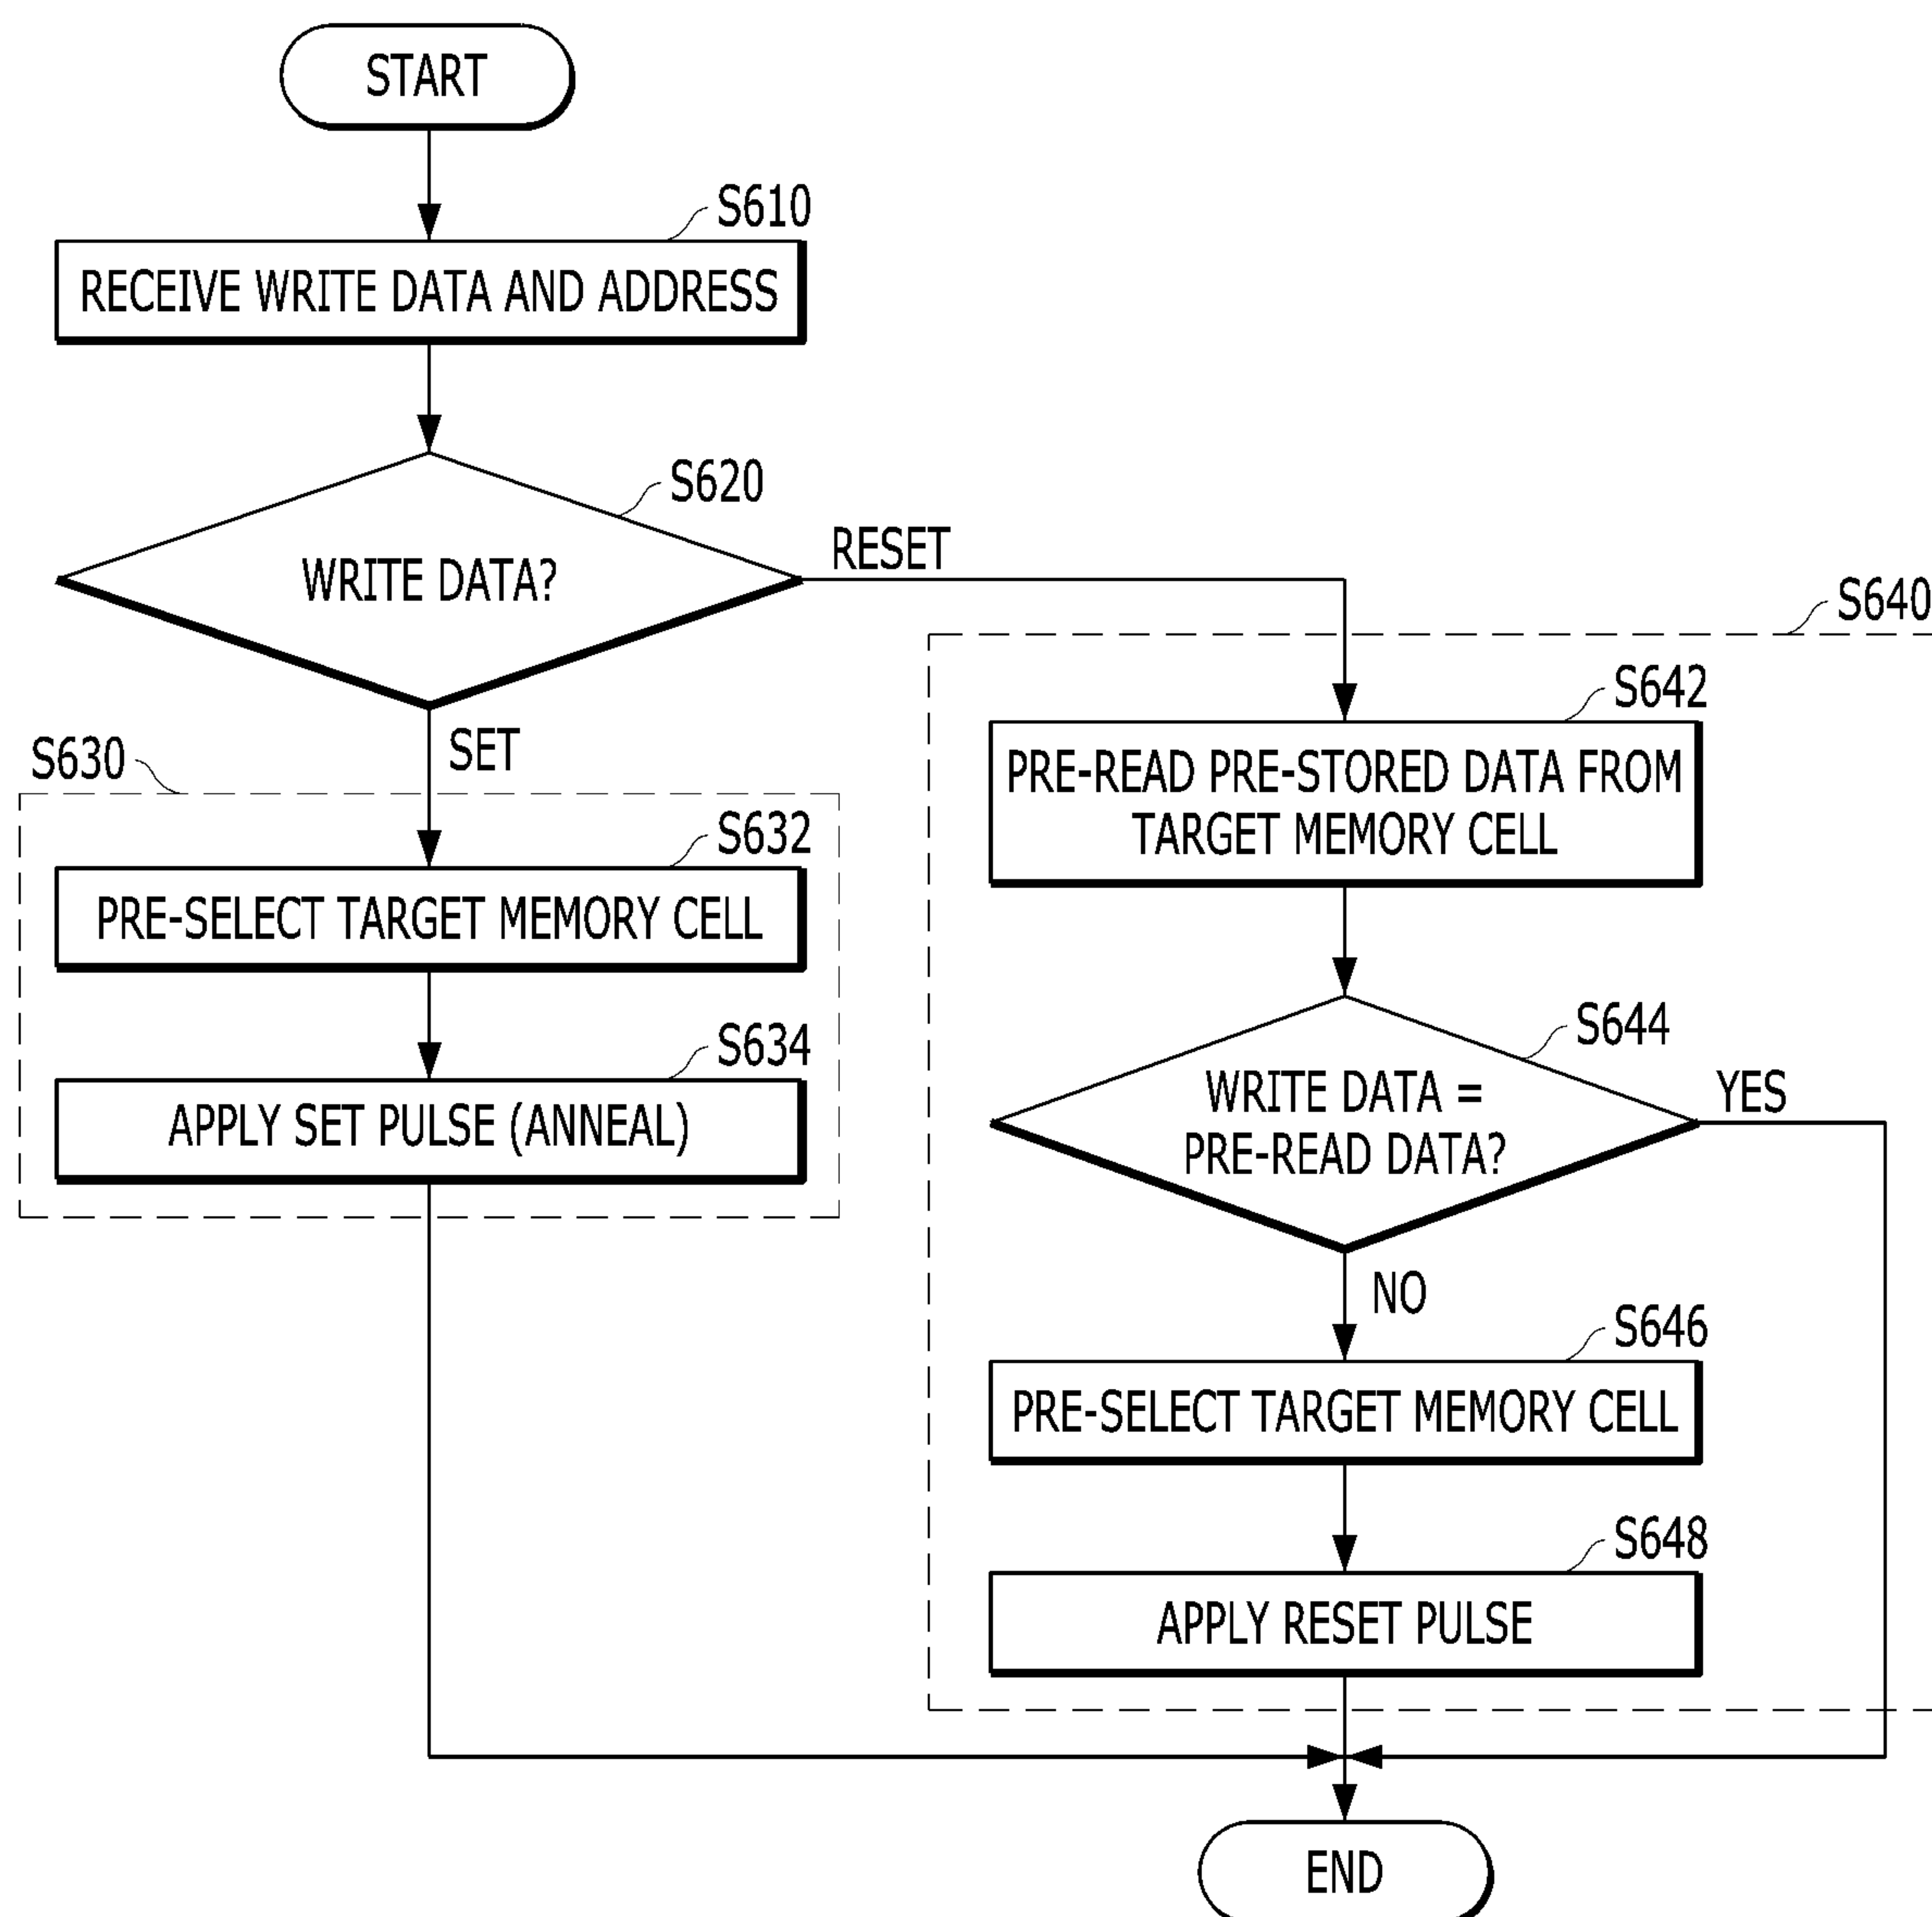 START
S610
RECEIVE WRITE DATA AND ADDRESS
S620
WRITE DATA?
RESET
SET
S630
S632
PRE-SELECT TARGET MEMORY CELL
S634
APPLY SET PULSE (ANNEAL)
S640
S642
PRE-READ PRE-STORED DATA FROM
TARGET MEMORY CELL
S644
WRITE DATA =
PRE-READ DATA?
YES
NO
S646
PRE-SELECT TARGET MEMORY CELL
S648
APPLY RESET PULSE
END